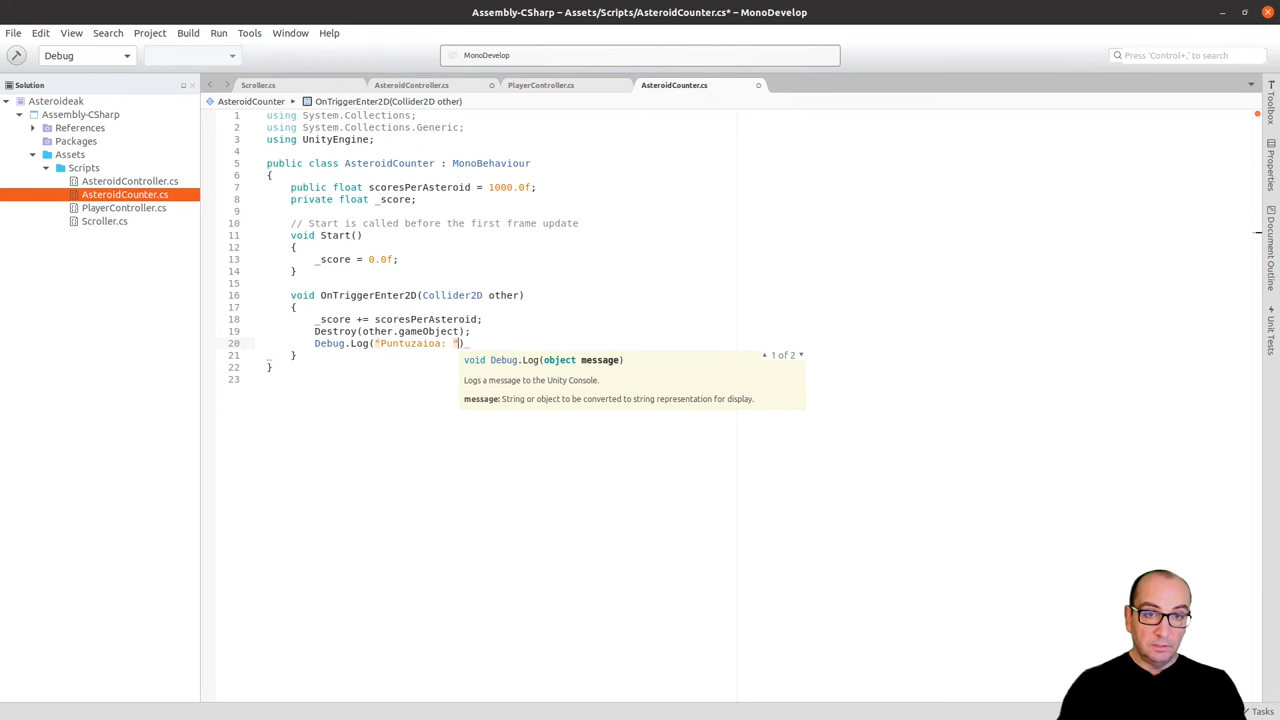 Assembly-CSharp – Assets/Scripts/AsteroidCounter.cs* – MonoDevelop
File Edit View Search Project Build Run Tools Window Help
Debug
MonoDevelop
Press 'Control+,' to search
Solution
Scroller.cs
AsteroidController.cs
PlayerController.cs
AsteroidCounter.cs
Asteroideak
Assembly-CSharp
References
Packages
Assets
Scripts
AsteroidController.cs
AsteroidCounter.cs
PlayerController.cs
Scroller.cs
AsteroidCounter ▸ OnTriggerEnter2D(Collider2D other)
1 using System.Collections;
2 using System.Collections.Generic;
3 using UnityEngine;
4
5 public class AsteroidCounter : MonoBehaviour
6 {
7 public float scoresPerAsteroid = 1000.0f;
8 private float _score;
9
10 // Start is called before the first frame update
11 void Start()
12 {
13 _score = 0.0f;
14 }
15
16 void OnTriggerEnter2D(Collider2D other)
17 {
18 _score += scoresPerAsteroid;
19 Destroy(other.gameObject);
20 Debug.Log("Puntuzaioa: ")
21 }
22 }
23
void Debug.Log(object message)
1 of 2
Logs a message to the Unity Console.
message: String or object to be converted to string representation for display.
Toolbox
Properties
Document Outline
Unit Tests
Tasks